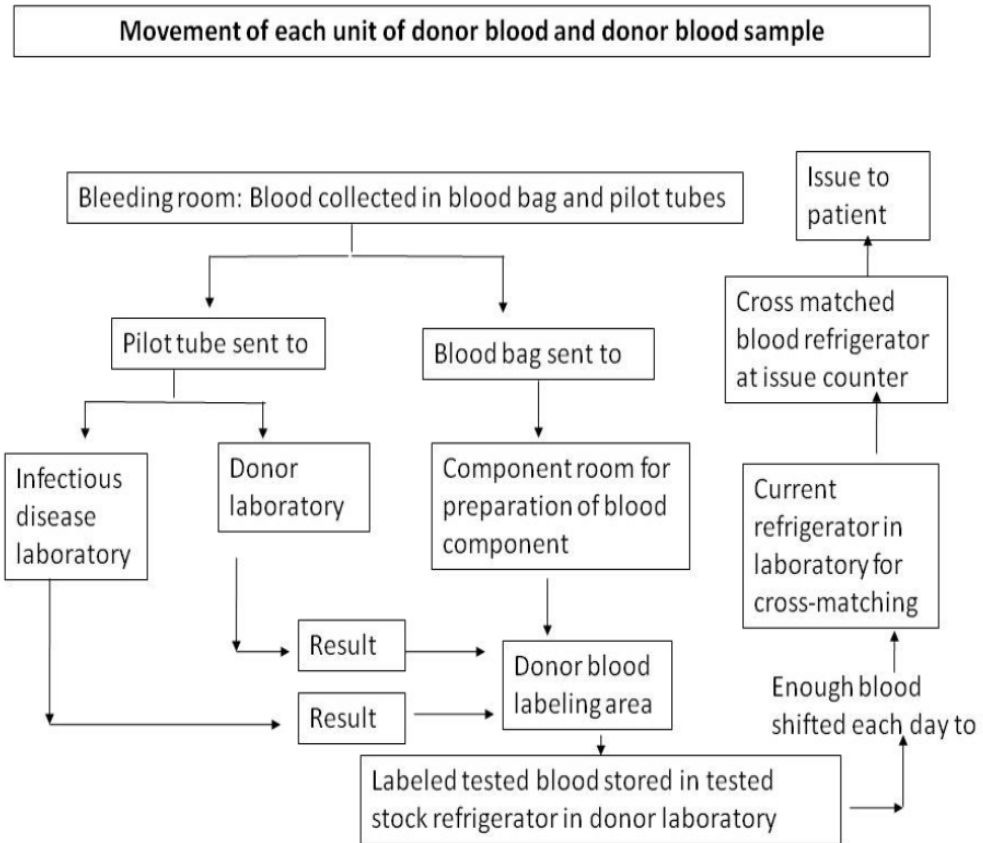 Movement of each unit of donor blood and donor blood sample
Bleeding room: Blood collected in blood bag and pilot tubes
Pilot tube sent to
Blood bag sent to
Infectious
disease
laboratory
Donor
laboratory
Component room for
preparation of blood
component
Result
Result
Donor blood
labeling area
Labeled tested blood stored in tested
stock refrigerator in donor laboratory
Enough blood
shifted each day to
Current
refrigerator in
laboratory for
cross-matching
Cross matched
blood refrigerator
at issue counter
Issue to
patient